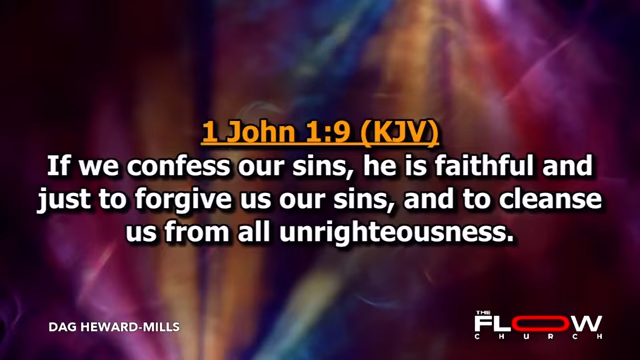 1 John 1:9 (KJV)
If we confess our sins, he is faithful and
just to forgive us our sins, and to cleanse
us from all unrighteousness.
DAG HEWARD-MILLS
THE
FLOW
CHURCH